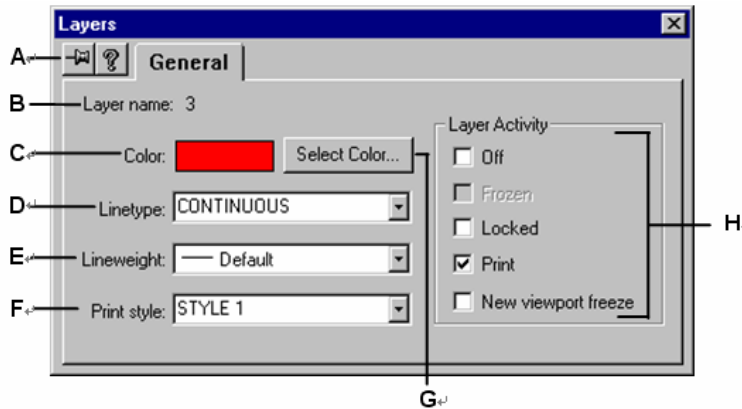 Layers
A
General
B Layer name: 3
C Color: Select Color...
D Linetype: CONTINUOUS
E Lineweight: Default
F Print style: STYLE 1
Layer Activity
Off
Frozen
Locked
Print
New viewport freeze
H
G